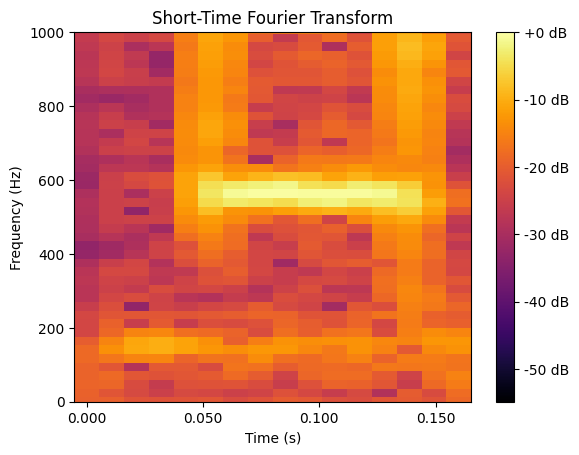 Short-Time Fourier Transform
1000
800
600
400
200
0
Frequency (Hz)
0.000
0.050
0.100
0.150
Time (s)
+0 dB
-10 dB
-20 dB
-30 dB
-40 dB
-50 dB